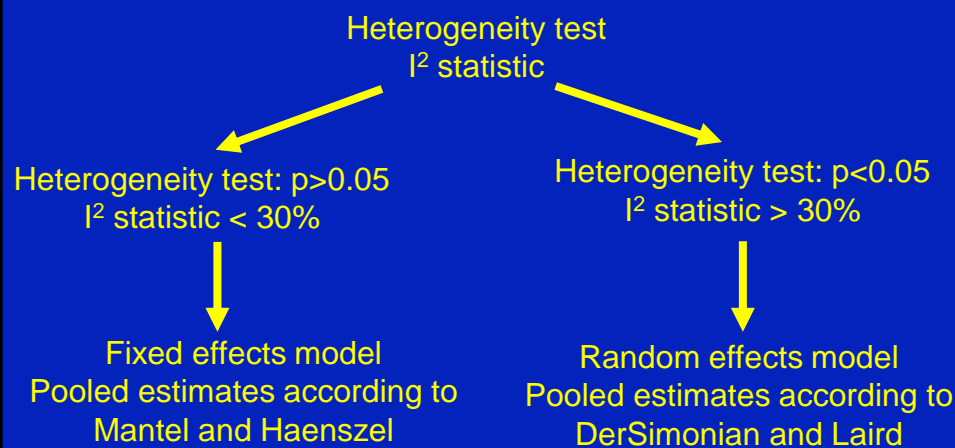 Heterogeneity test
I² statistic
Heterogeneity test: p>0.05
I² statistic < 30%
Heterogeneity test: p<0.05
I² statistic > 30%
Fixed effects model
Pooled estimates according to
Mantel and Haenszel
Random effects model
Pooled estimates according to
DerSimonian and Laird